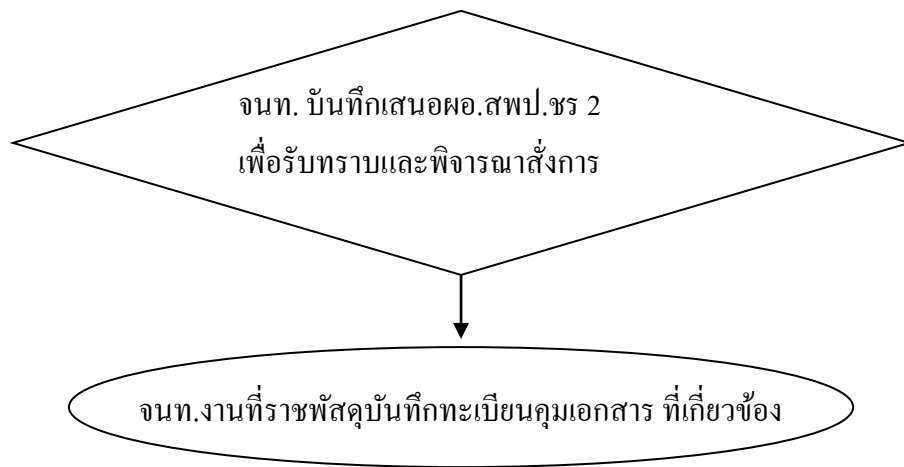 จนท. บันทึกเสนอผอ.สพป.ชร 2
เพื่อรับทราบและพิจารณาสั่งการ
จนท.งานที่ราชพัสดุบันทึกทะเบียนคุมเอกสาร ที่เกี่ยวข้อง